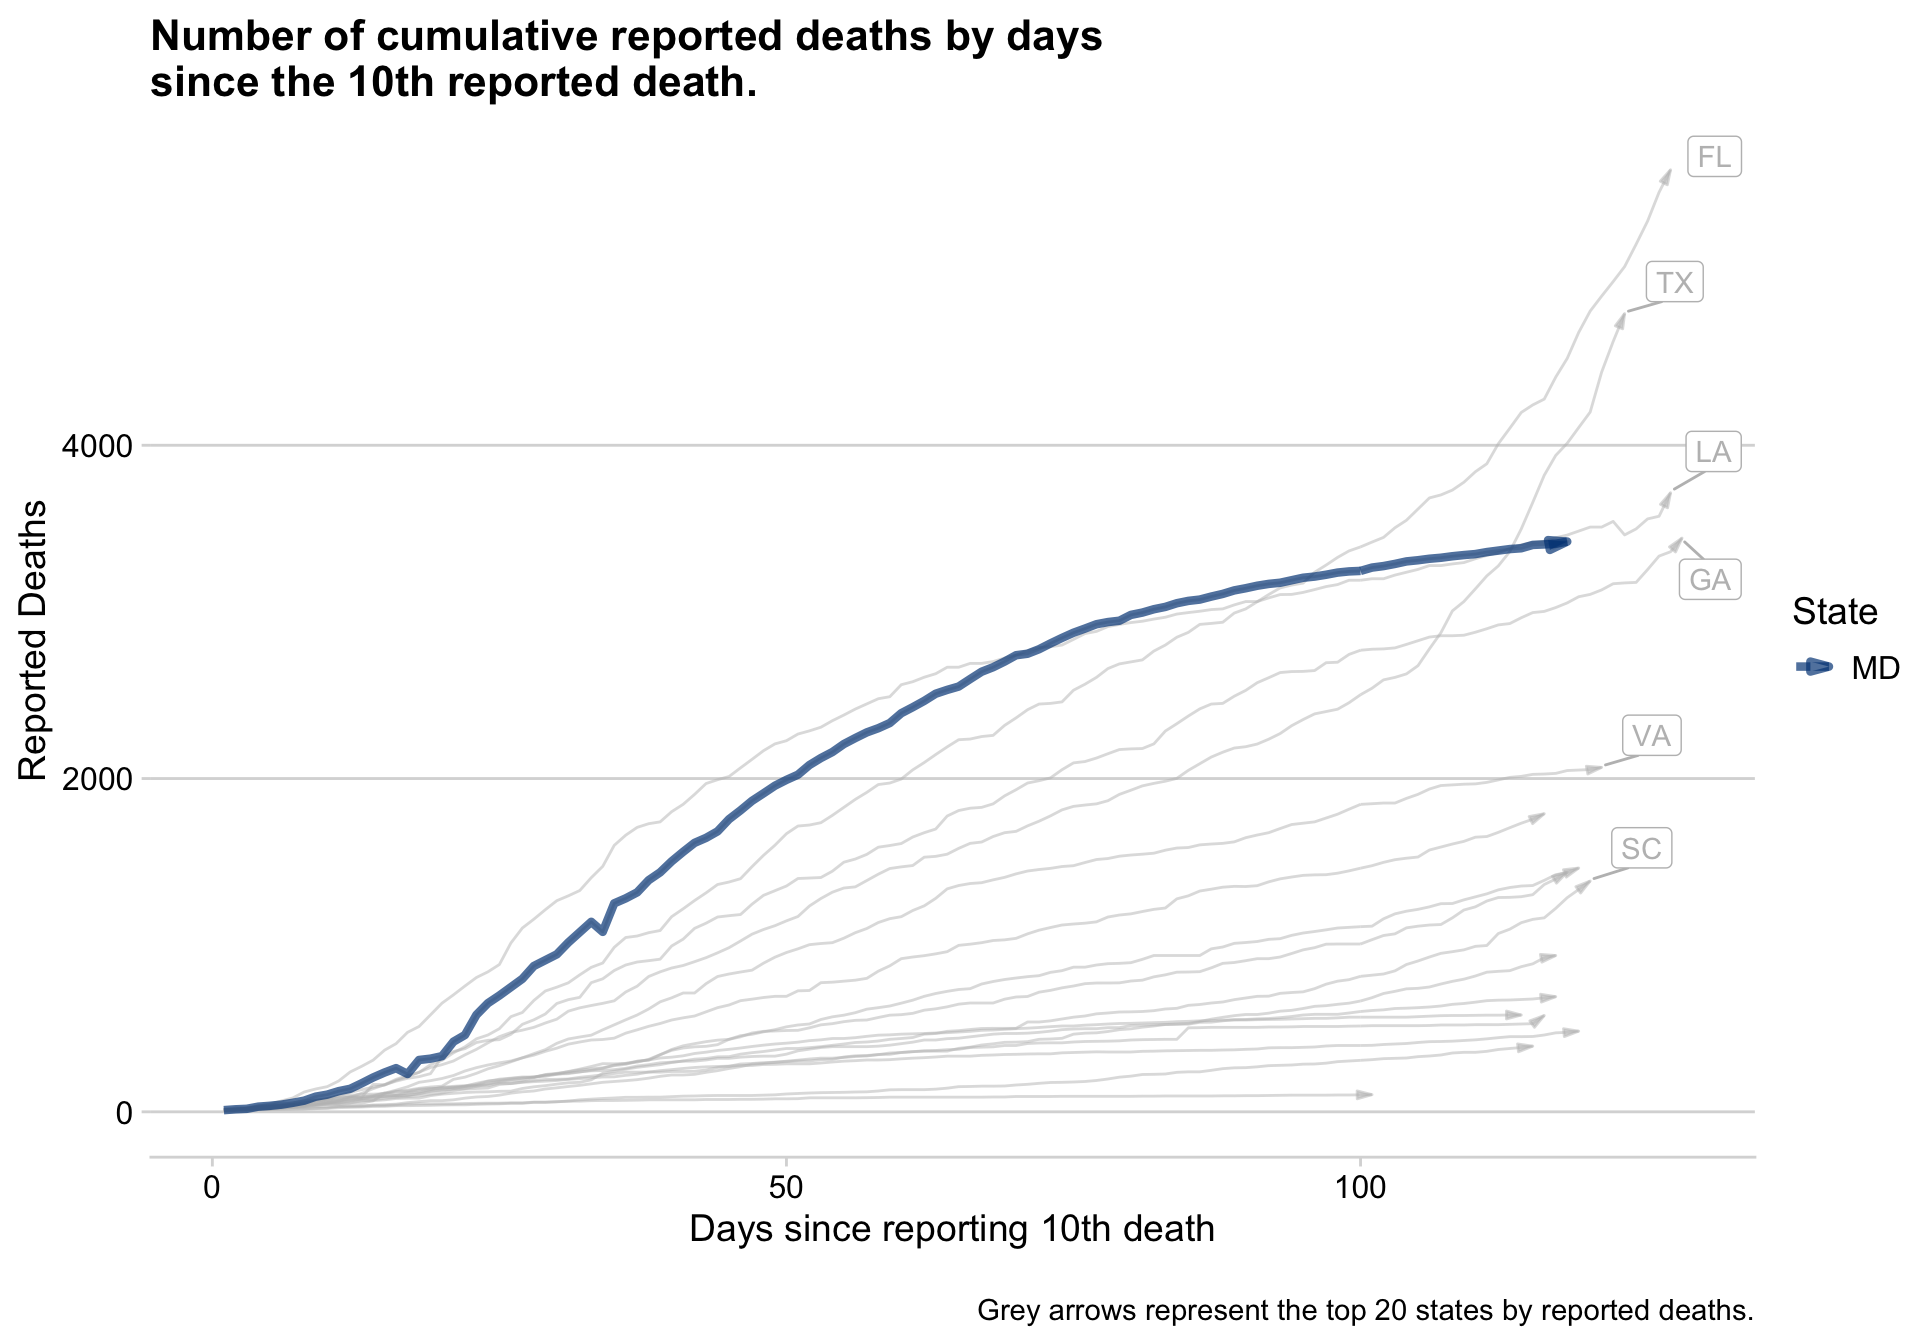 Number of cumulative reported deaths by days
since the 10th reported death.
FL
TX
4000
LA
GA
Reported Deaths
State
MD
2000
VA
SC
0
0 50 100
Days since reporting 10th death
Grey arrows represent the top 20 states by reported deaths.